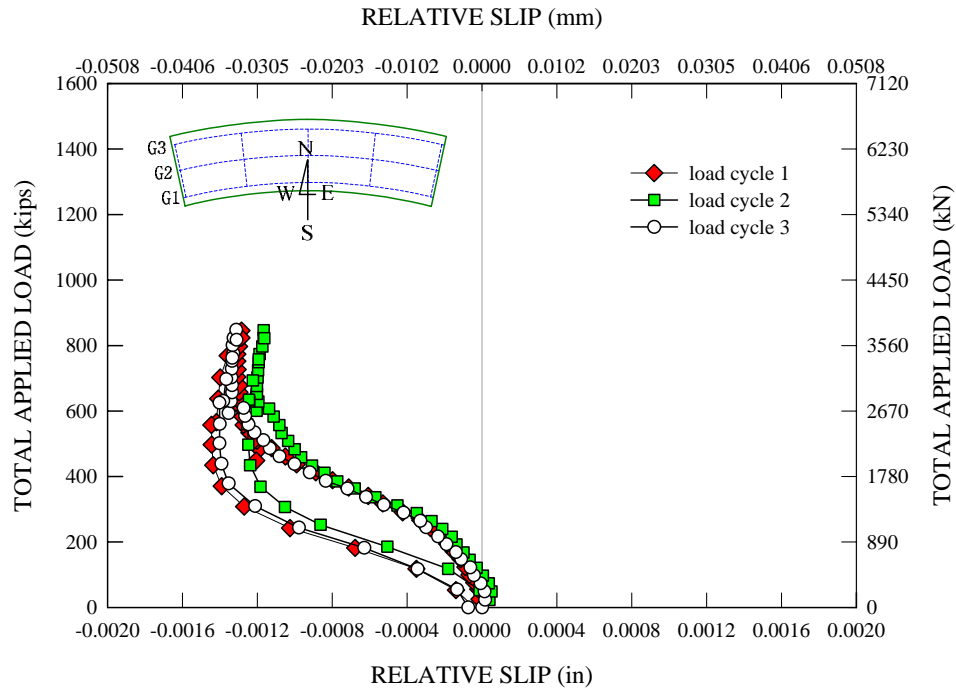 RELATIVE SLIP (mm)
-0.0508 -0.0406 -0.0305 -0.0203 -0.0102 0.0000 0.0102 0.0203 0.0305 0.0406 0.0508
TOTAL APPLIED LOAD (kips)
1600
1400
1200
1000
800
600
400
200
0
G3
G2
G1
N
W E
S
load cycle 1
load cycle 2
load cycle 3
7120
6230
5340
4450
3560
2670
1780
890
0
TOTAL APPLIED LOAD (kN)
-0.0020 -0.0016 -0.0012 -0.0008 -0.0004 0.0000 0.0004 0.0008 0.0012 0.0016 0.0020
RELATIVE SLIP (in)